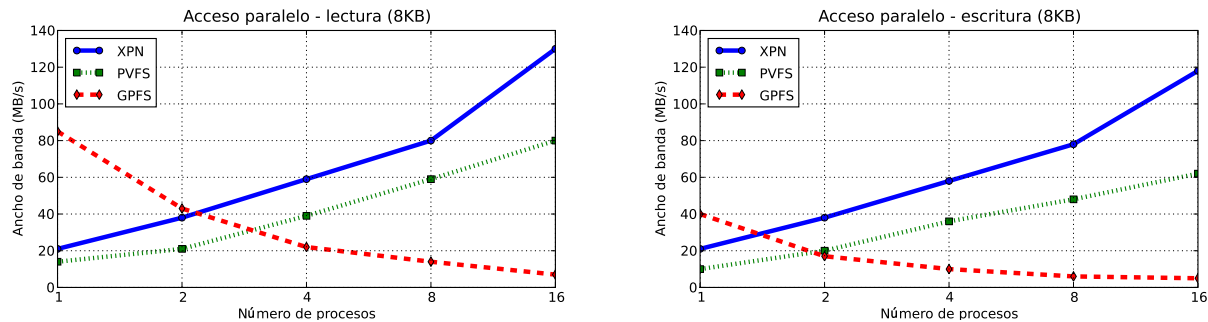 Acceso paralelo - lectura (8KB)
140
120
100
80
60
40
20
0
Ancho de banda (MB/s)
XPN
PVFS
GPFS
1 2 4 8 16
Número de procesos
Acceso paralelo - escritura (8KB)
140
120
100
80
60
40
20
0
Ancho de banda (MB/s)
XPN
PVFS
GPFS
1 2 4 8 16
Número de procesos